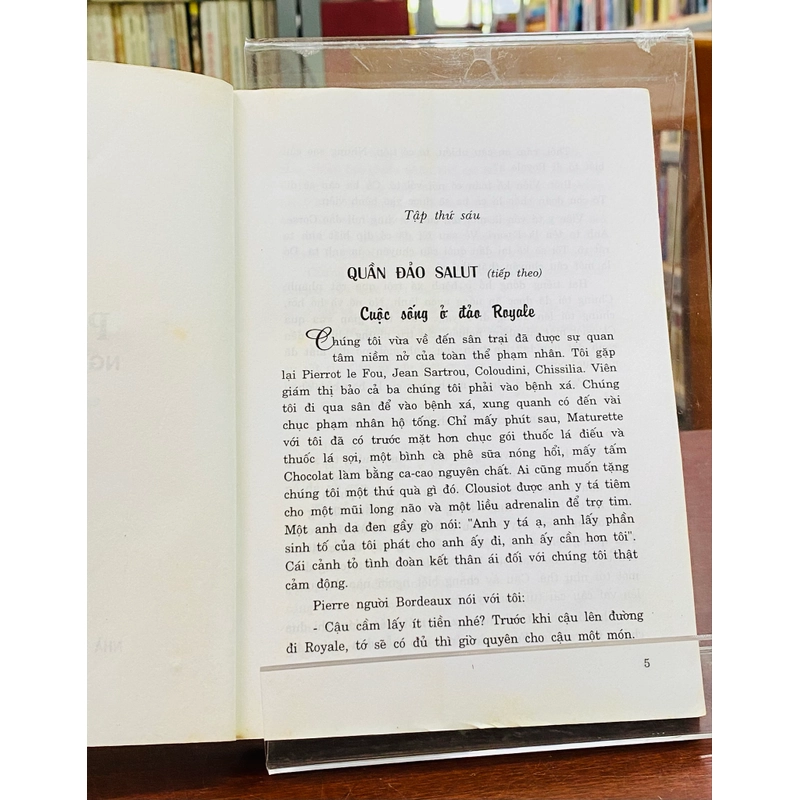 P
NG
NHÀ
Tập thứ sáu
QUẦN ĐẢO SALUT (tiếp theo)
Cuộc sống ở đảo Royale
Chúng tôi vừa về đến sân trại đã được sự quan
tâm niềm nở của toàn thể phạm nhân. Tôi gặp
lại Pierrot le Fou, Jean Sartrou, Coloudini, Chissilia. Viên
giám thị bảo cả ba chúng tôi phải vào bệnh xá. Chúng
tôi đi qua sân để vào bệnh xá, xung quanh có đến vài
chục phạm nhân hộ tống. Chỉ mấy phút sau, Maturette
với tôi đã có trước mặt hơn chục gói thuốc lá điếu và
thuốc lá sợi, một bình cà phê sữa nóng hổi, mấy tấm
Chocolat làm bằng ca-cao nguyên chất. Ai cũng muốn tặng
chúng tôi một thứ quà gì đó. Clousiot được anh y tá tiêm
cho một mũi long não và một liều adrenalin để trợ tim.
Một anh da đen gầy gò nói: "Anh y tá ạ, anh lấy phần
sinh tố của tôi phát cho anh ấy đi, anh ấy cần hơn tôi".
Cái cảnh tỏ tình đoàn kết thân ái đối với chúng tôi thật
cảm động.
Pierre người Bordeaux nói với tôi:
- Cậu cầm lấy ít tiền nhé? Trước khi cậu lên đường
đi Royale, tớ sẽ có đủ thì giờ quyên cho cậu một món.
5